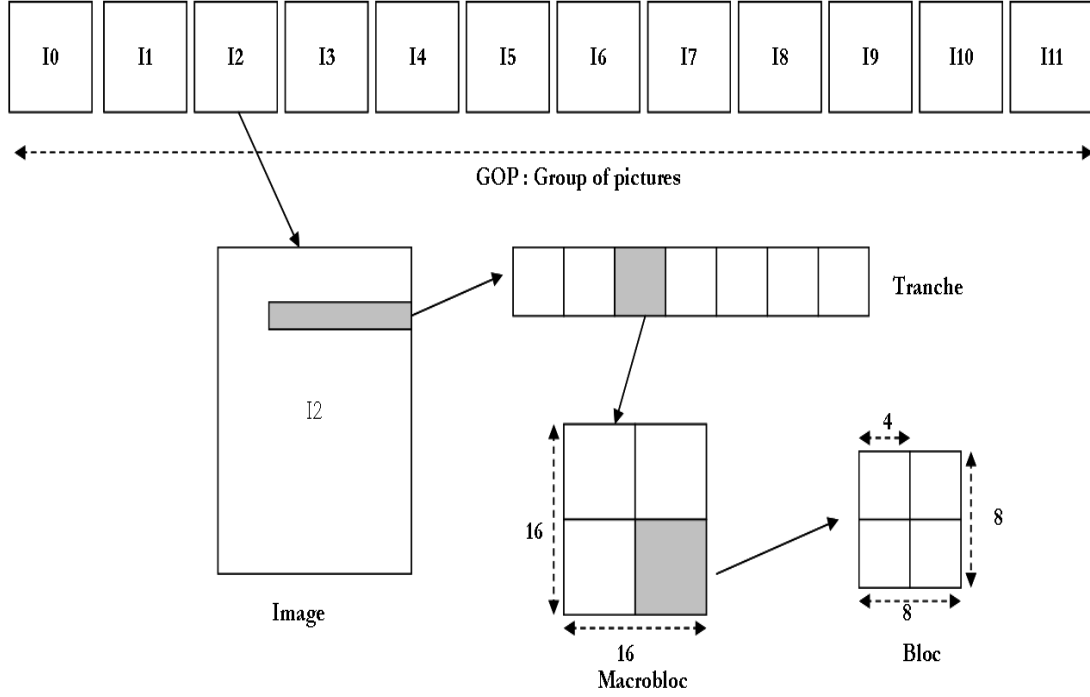 I0 I1 I2 I3 I4 I5 I6 I7 I8 I9 I10 I11
GOP : Group of pictures
Tranche
I2
4
16
8
8
Image
16
Macrobloc
Bloc